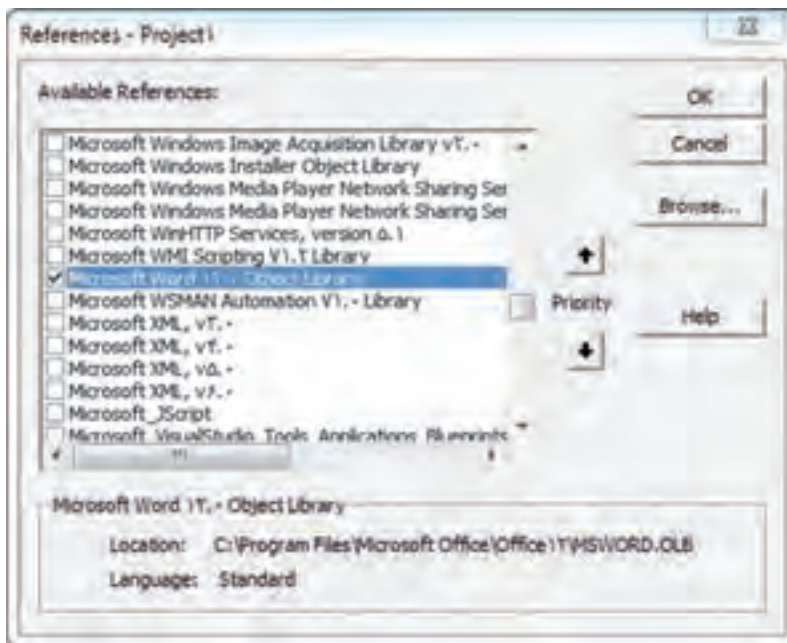 References - Project۱
Available References:
OK
Cancel
Browse...
Priority
Help
Microsoft Windows Image Acquisition Library v۲.۰
Microsoft Windows Installer Object Library
Microsoft Windows Media Player Network Sharing Ser
Microsoft Windows Media Player Network Sharing Ser
Microsoft WinHTTP Services, version ۵.۱
Microsoft WMI Scripting V۱.۲ Library
Microsoft Word ۱۲.۰ Object Library
Microsoft WSMAN Automation V۱.۰ Library
Microsoft XML, v۳.۰
Microsoft XML, v۴.۰
Microsoft XML, v۵.۰
Microsoft XML, v۶.۰
Microsoft_JScript
Microsoft_VisualStudio_Tools_Applications_Blueprints
Microsoft Word ۱۲.۰ Object Library
Location: C:\Program Files\Microsoft Office\Office۱۲\MSWORD.OLB
Language: Standard